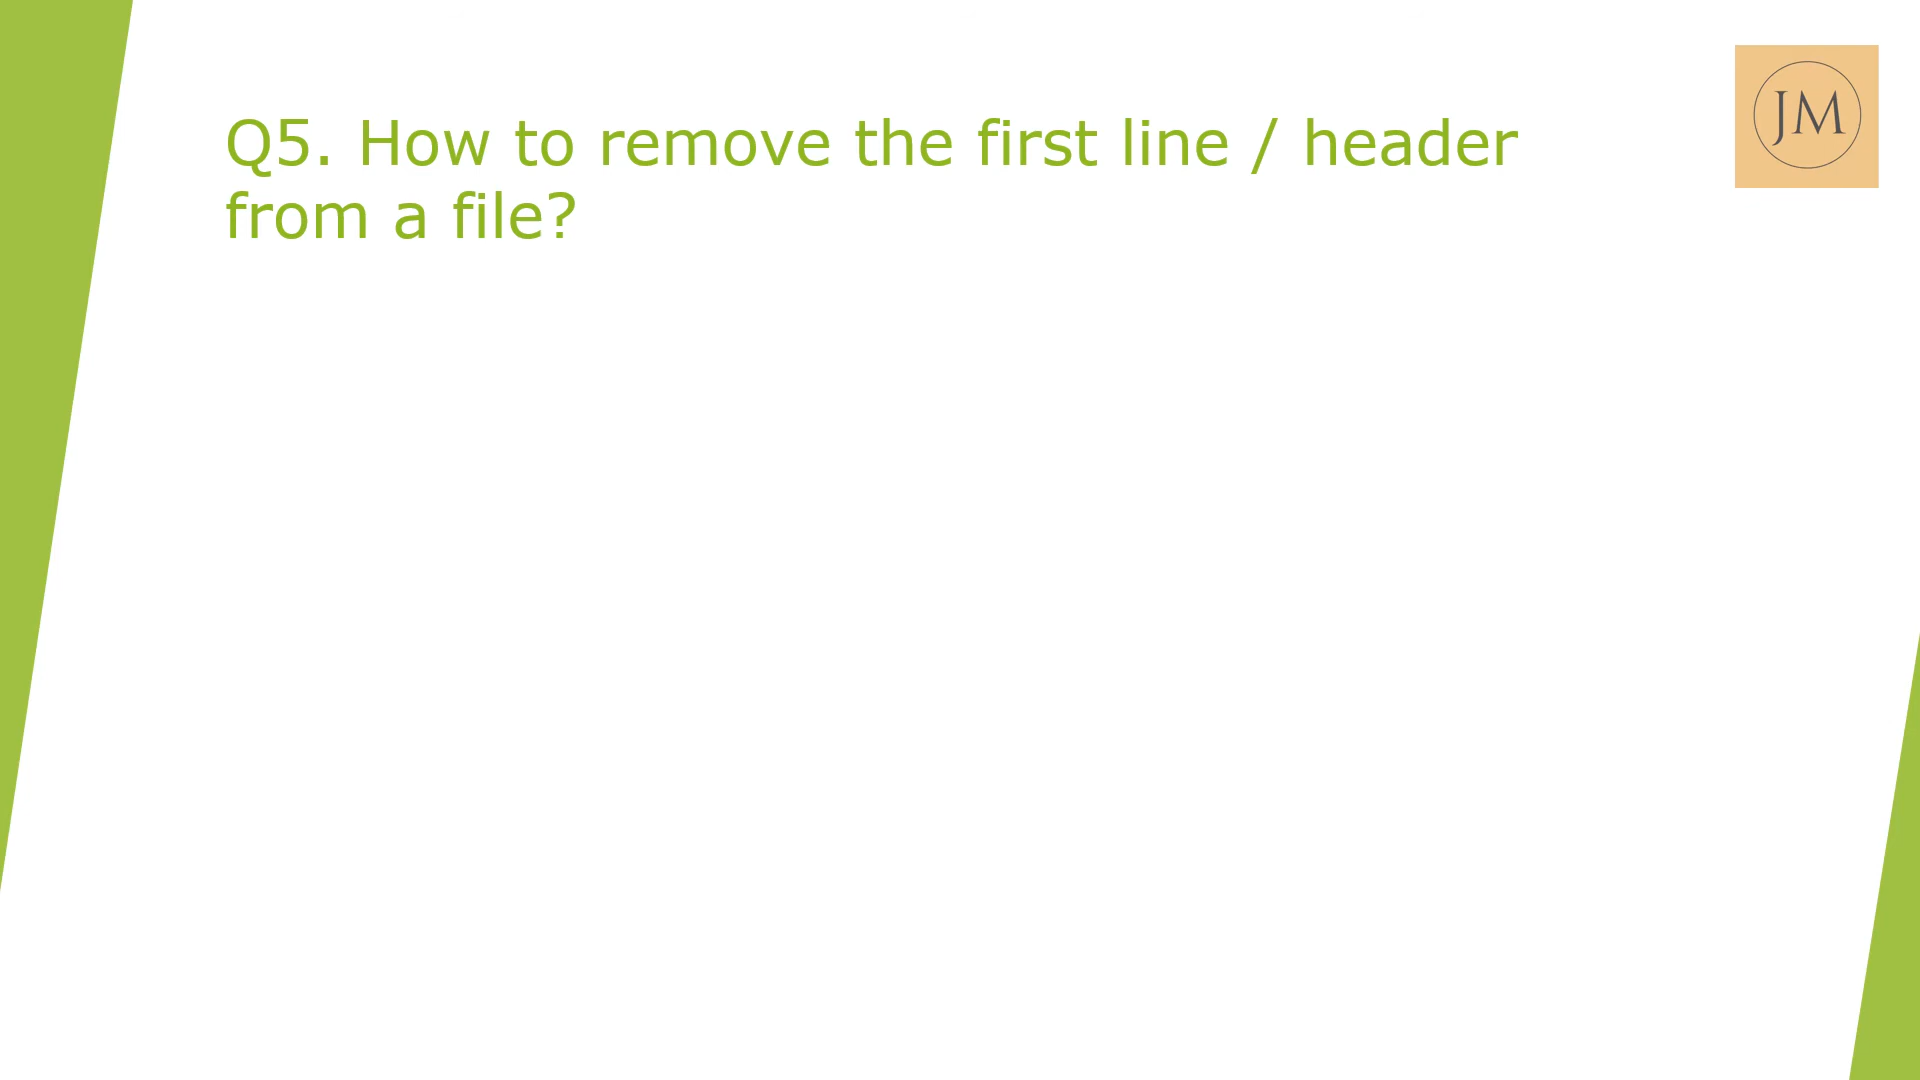 JM
Q5. How to remove the first line / header
from a file?